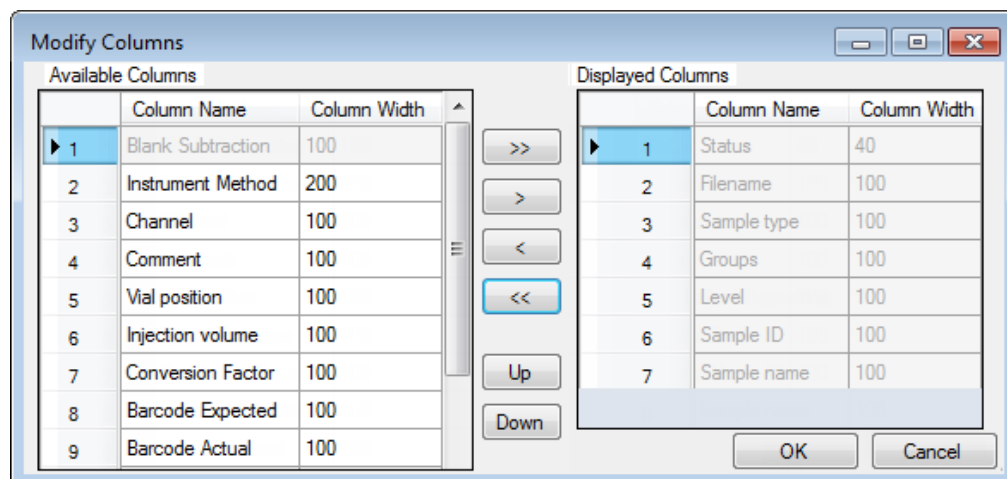 Modify Columns
Available Columns
Column Name Column Width
1 Blank Subtraction 100
2 Instrument Method 200
3 Channel 100
4 Comment 100
5 Vial position 100
6 Injection volume 100
7 Conversion Factor 100
8 Barcode Expected 100
9 Barcode Actual 100
>>
>
<
<<
Up
Down
Displayed Columns
Column Name Column Width
1 Status 40
2 Filename 100
3 Sample type 100
4 Groups 100
5 Level 100
6 Sample ID 100
7 Sample name 100
OK Cancel